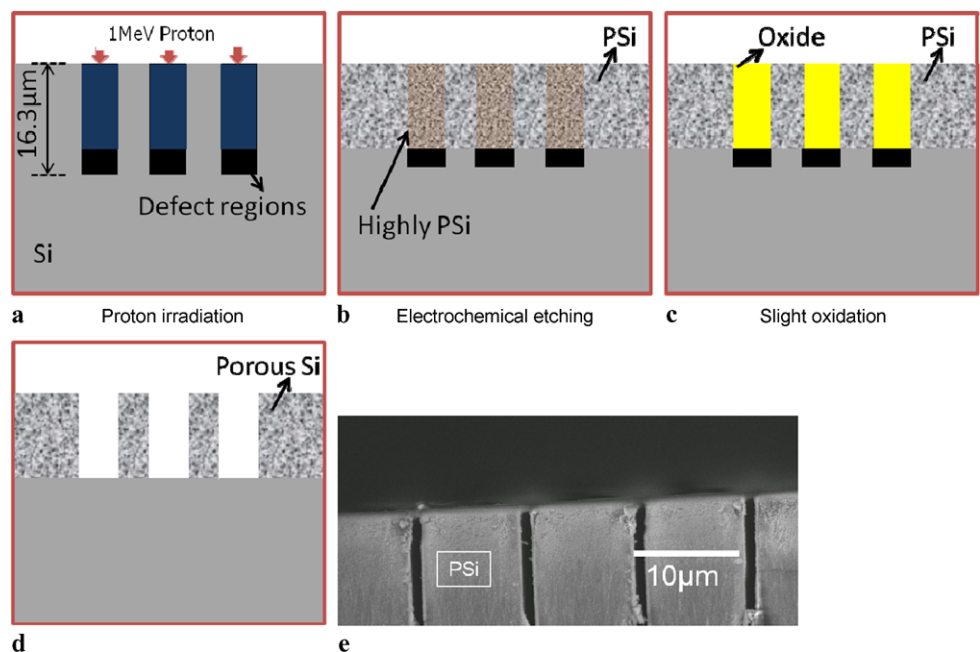 1MeV Proton
16.3μm
Defect regions
Si
a Proton irradiation
PSi
Highly PSi
b Electrochemical etching
Oxide
PSi
c Slight oxidation
Porous Si
d
PSi
10μm
e